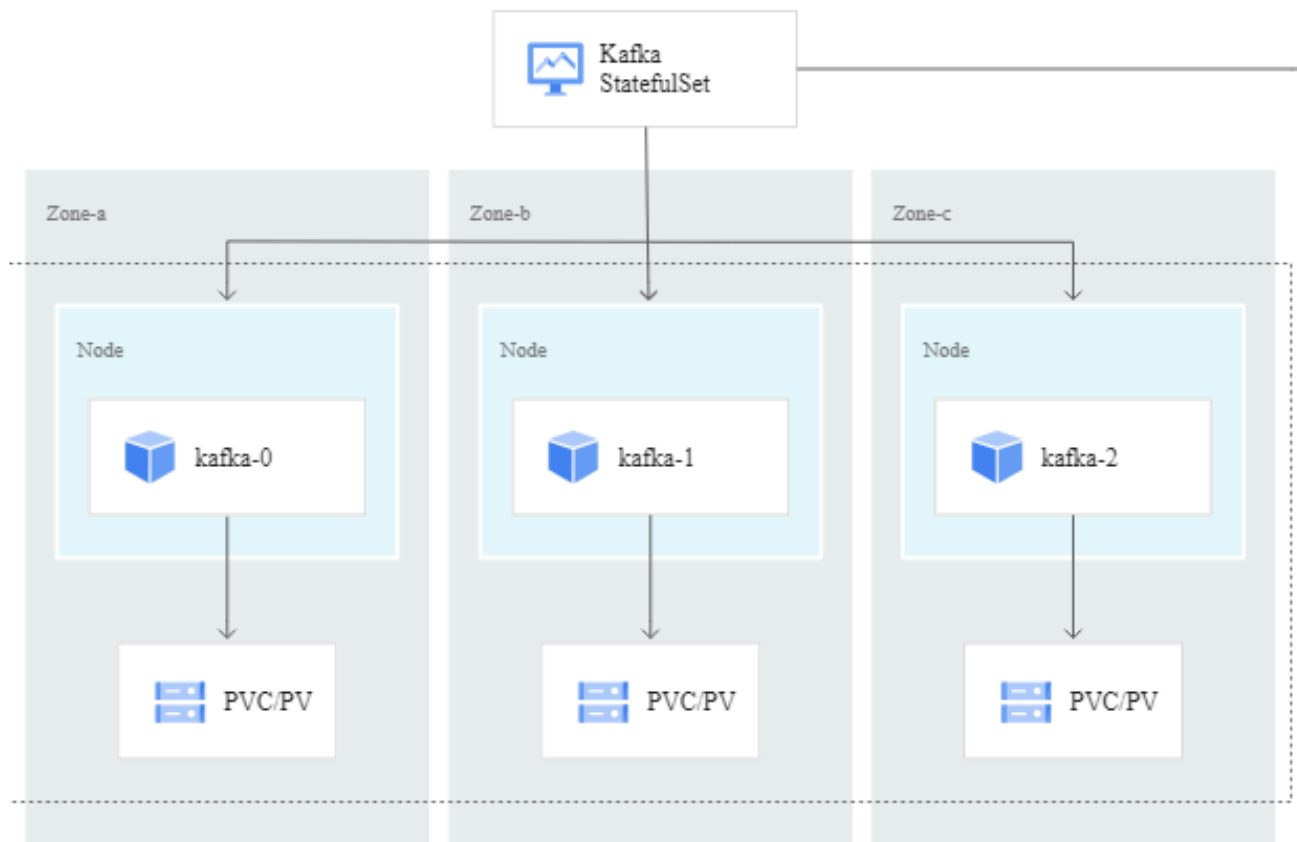 Kafka
StatefulSet
Zone-a
Zone-b
Zone-c
Node
Node
Node
kafka-0
kafka-1
kafka-2
PVC/PV
PVC/PV
PVC/PV